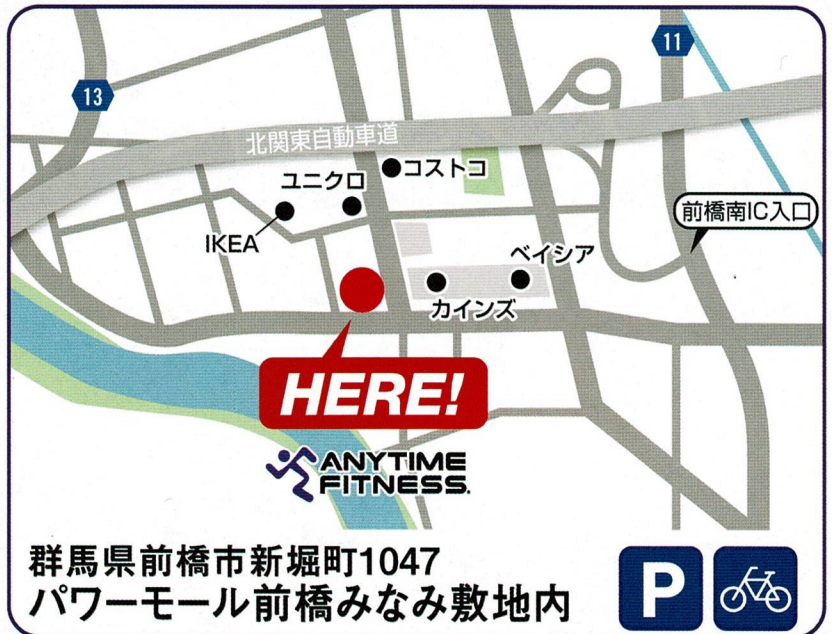 13
11
北関東自動車道
コストコ
ユニクロ
IKEA
前橋南IC入口
ベイシア
カインズ
HERE!
ANYTIME
FITNESS.
群馬県前橋市新堀町1047
パワーモール前橋みなみ敷地内
P